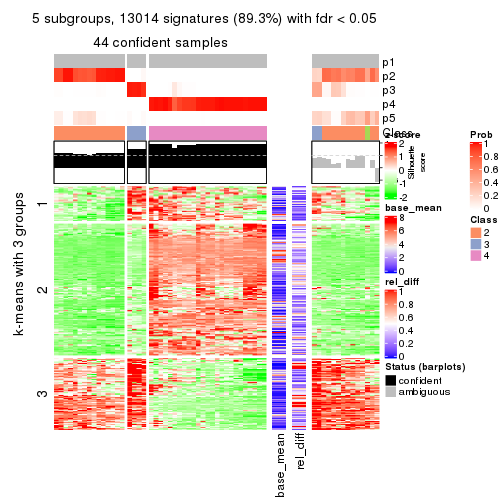 5 subgroups, 13014 signatures (89.3%) with fdr < 0.05
44 confident samples
p1
p2
p3
p4
p5
Class
Silhouette
score
k-means with 3 groups
1
2
3
base_mean
rel_diff
z-score
2
1
0
-1
-2
base_mean
8
6
4
2
0
rel_diff
1
0.8
0.6
0.4
0.2
0
Status (barplots)
confident
ambiguous
Prob
1
0.8
0.6
0.4
0.2
0
Class
2
3
4